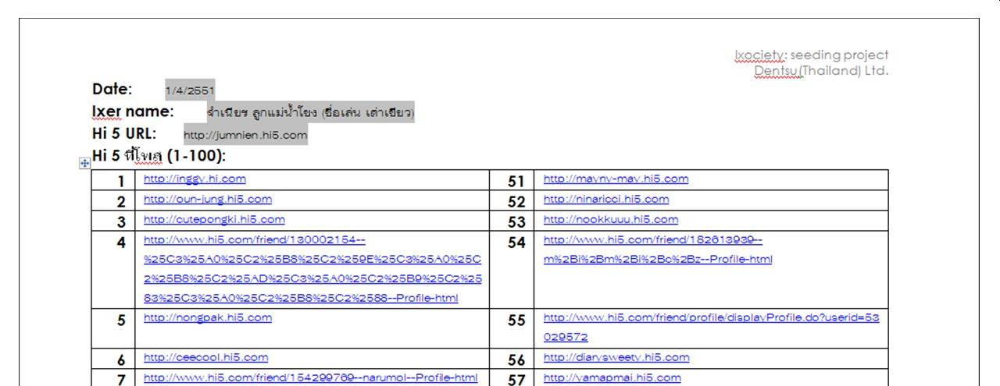 Ixociety: seeding project
Dentsu(Thailand) Ltd.
Date: 1/4/2551
Ixer name: จำเนียร ลูกแม่น้ำโขง (ชื่อเล่น เต่าเขียว)
Hi 5 URL: http://jumnien.hi5.com
Hi 5 ที่โพส (1-100):
1 http://inggy.hi.com 51 http://mayny-may.hi5.com
2 http://oun-jung.hi5.com 52 http://ninaricci.hi5.com
3 http://cutepongki.hi5.com 53 http://nookkuuu.hi5.com
4 http://www.hi5.com/friend/130002154-- 54 http://www.hi5.com/friend/182613939--
%25C3%25A0%25C2%25B8%25C2%259E%25C3%25A0%25C m%2Bi%2Bm%2Bi%2Bc%2Bz--Profile-html
2%25B8%25C2%25AD%25C3%25A0%25C2%25B9%25C2%25
83%25C3%25A0%25C2%25B8%25C2%2588--Profile-html
5 http://nongpak.hi5.com 55 http://www.hi5.com/friend/profile/displayProfile.do?userid=53
029572
6 http://ceecool.hi5.com 56 http://diarysweety.hi5.com
7 http://www.hi5.com/friend/154299769--narumol--Profile-html 57 http://yamapmai.hi5.com